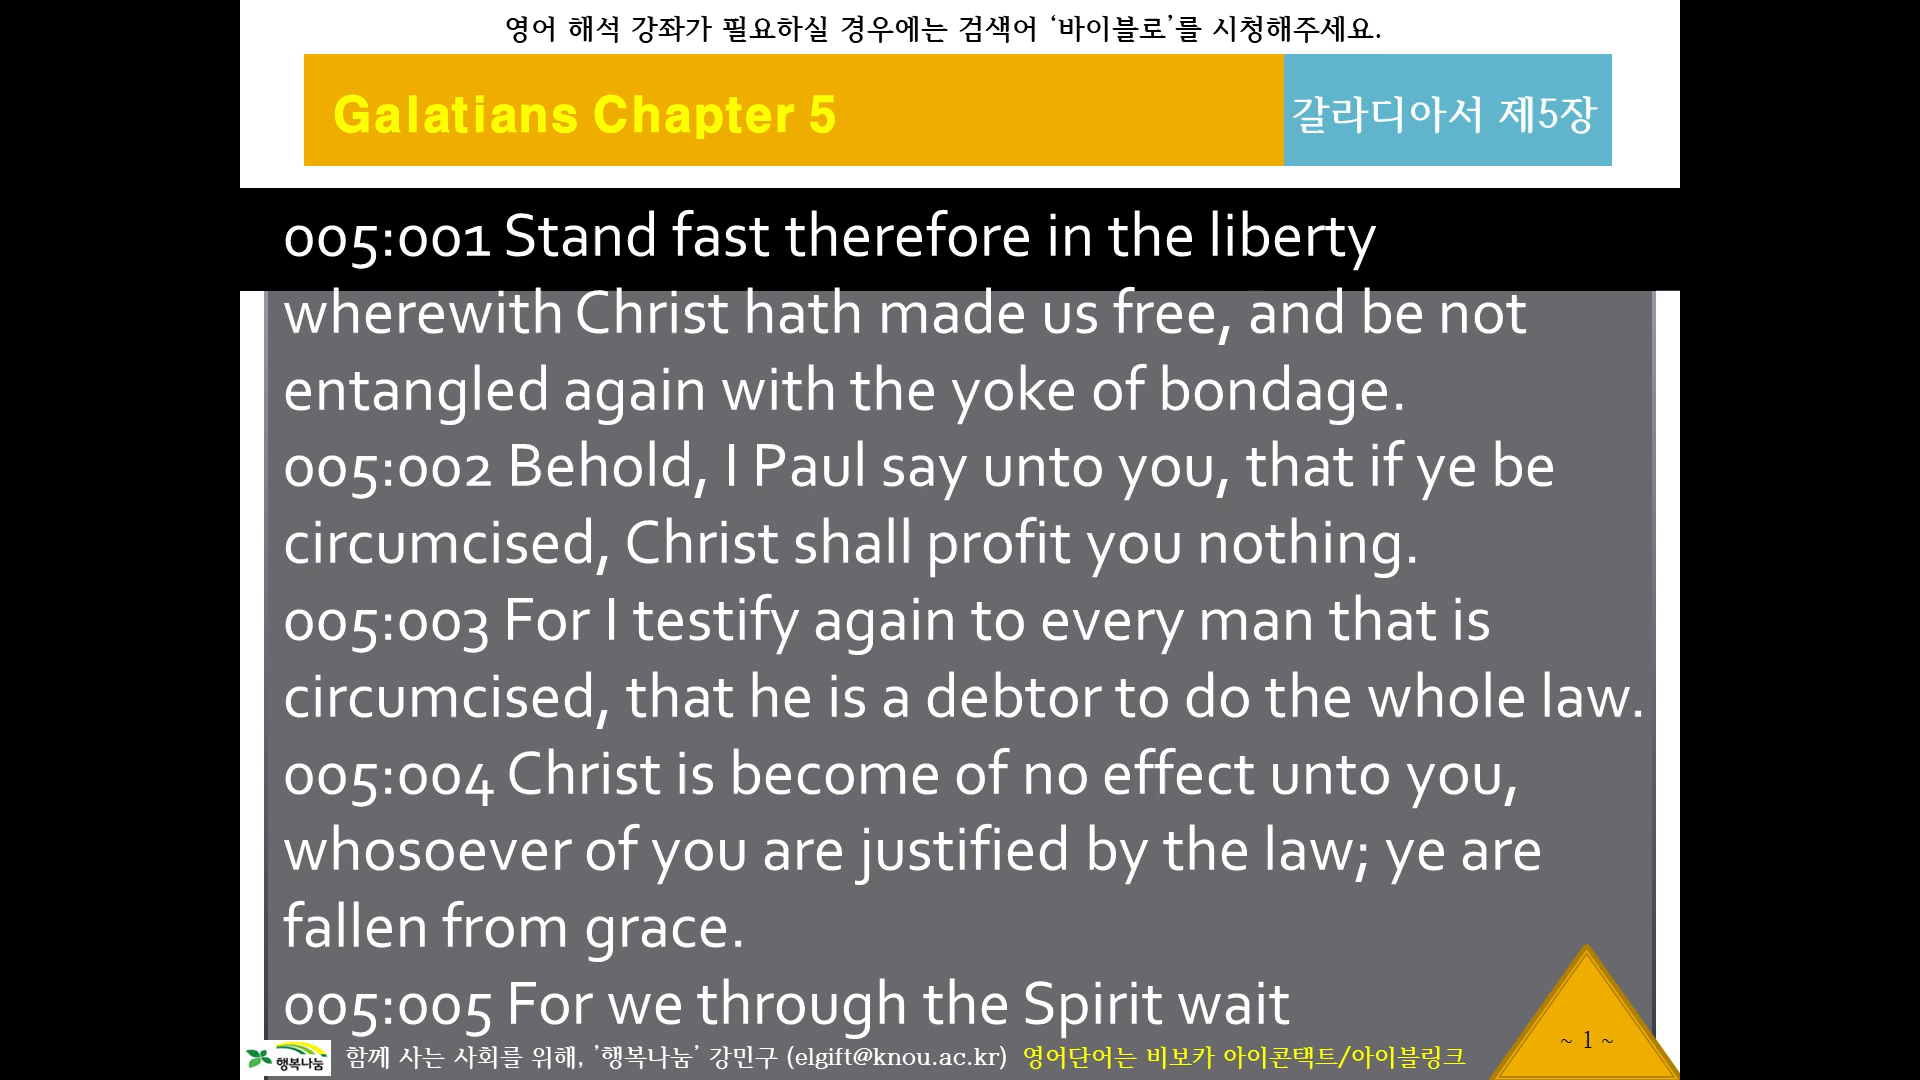 영어 해석 강좌가 필요하실 경우에는 검색어 ‘바이블로’를 시청해주세요.
Galatians Chapter 5
갈라디아서 제5장
005:001 Stand fast therefore in the liberty
wherewith Christ hath made us free, and be not
entangled again with the yoke of bondage.
005:002 Behold, I Paul say unto you, that if ye be
circumcised, Christ shall profit you nothing.
005:003 For I testify again to every man that is
circumcised, that he is a debtor to do the whole law.
005:004 Christ is become of no effect unto you,
whosoever of you are justified by the law; ye are
fallen from grace.
005:005 For we through the Spirit wait
행복나눔
함께 사는 사회를 위해, ’행복나눔’ 강민구 (elgift@knou.ac.kr) 영어단어는 비보카 아이콘택트/아이블링크
~ 1 ~